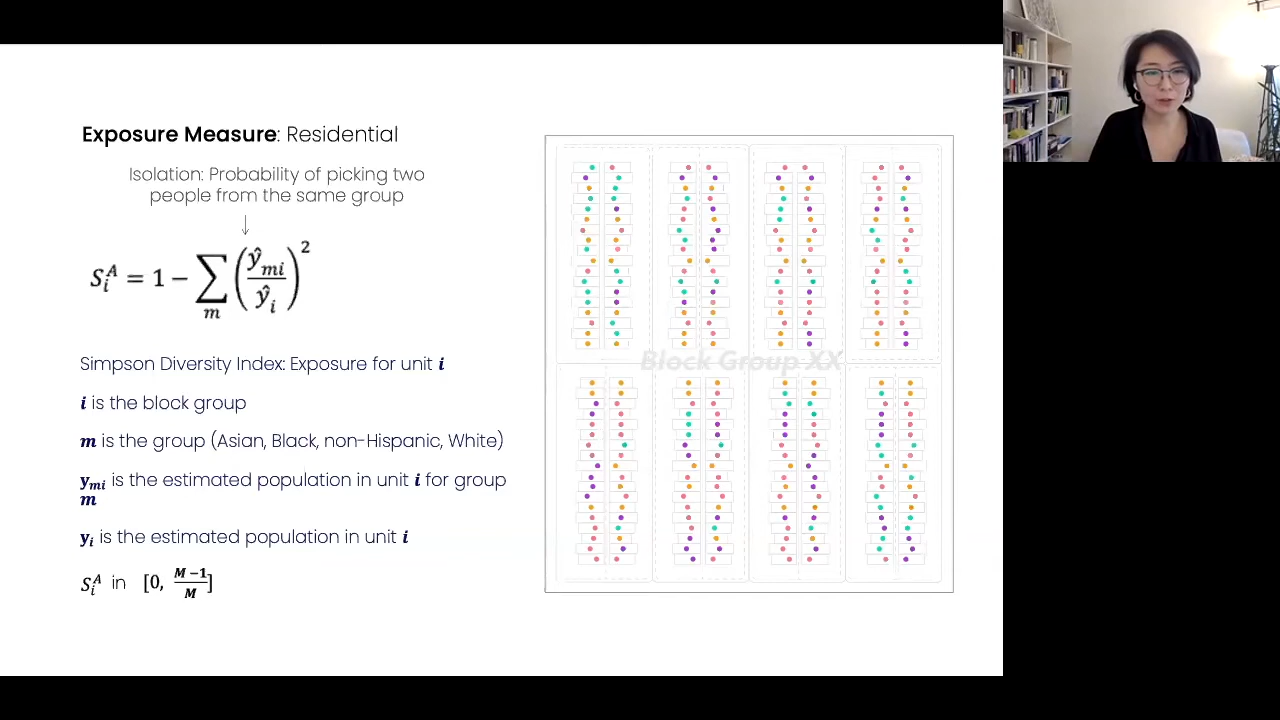 Exposure Measure: Residential
Isolation: Probability of picking two
people from the same group
↓
S_i^A = 1 − ∑_m (ŷ_mi / ŷ_i)^2
Simpson Diversity Index: Exposure for unit i
i is the block group
m is the group (Asian, Black, non-Hispanic, White)
y_mi is the estimated population in unit i for group
m
y_i is the estimated population in unit i
S_i^A in [0, M−1/M]
Block Group XX